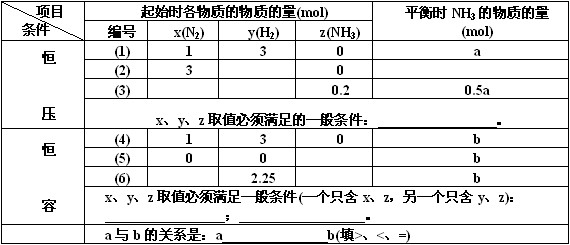 项目 起始时各物质的物质的量(mol) 平衡时 NH3 的物质的量
条件 编号 x(N2) y(H2) z(NH3) (mol)
恒 (1) 1 3 0 a
(2) 3 0
(3) 0.2 0.5a
压 x、y、z 取值必须满足的一般条件:________________。
恒 (4) 1 3 0 b
(5) 0 0 b
(6) 2.25 b
容 x、y、z 取值必须满足一般条件(一个只含 x、z,另一个只含 y、z):
________________;________________。
a 与 b 的关系是:a________________b(填>、<、=)